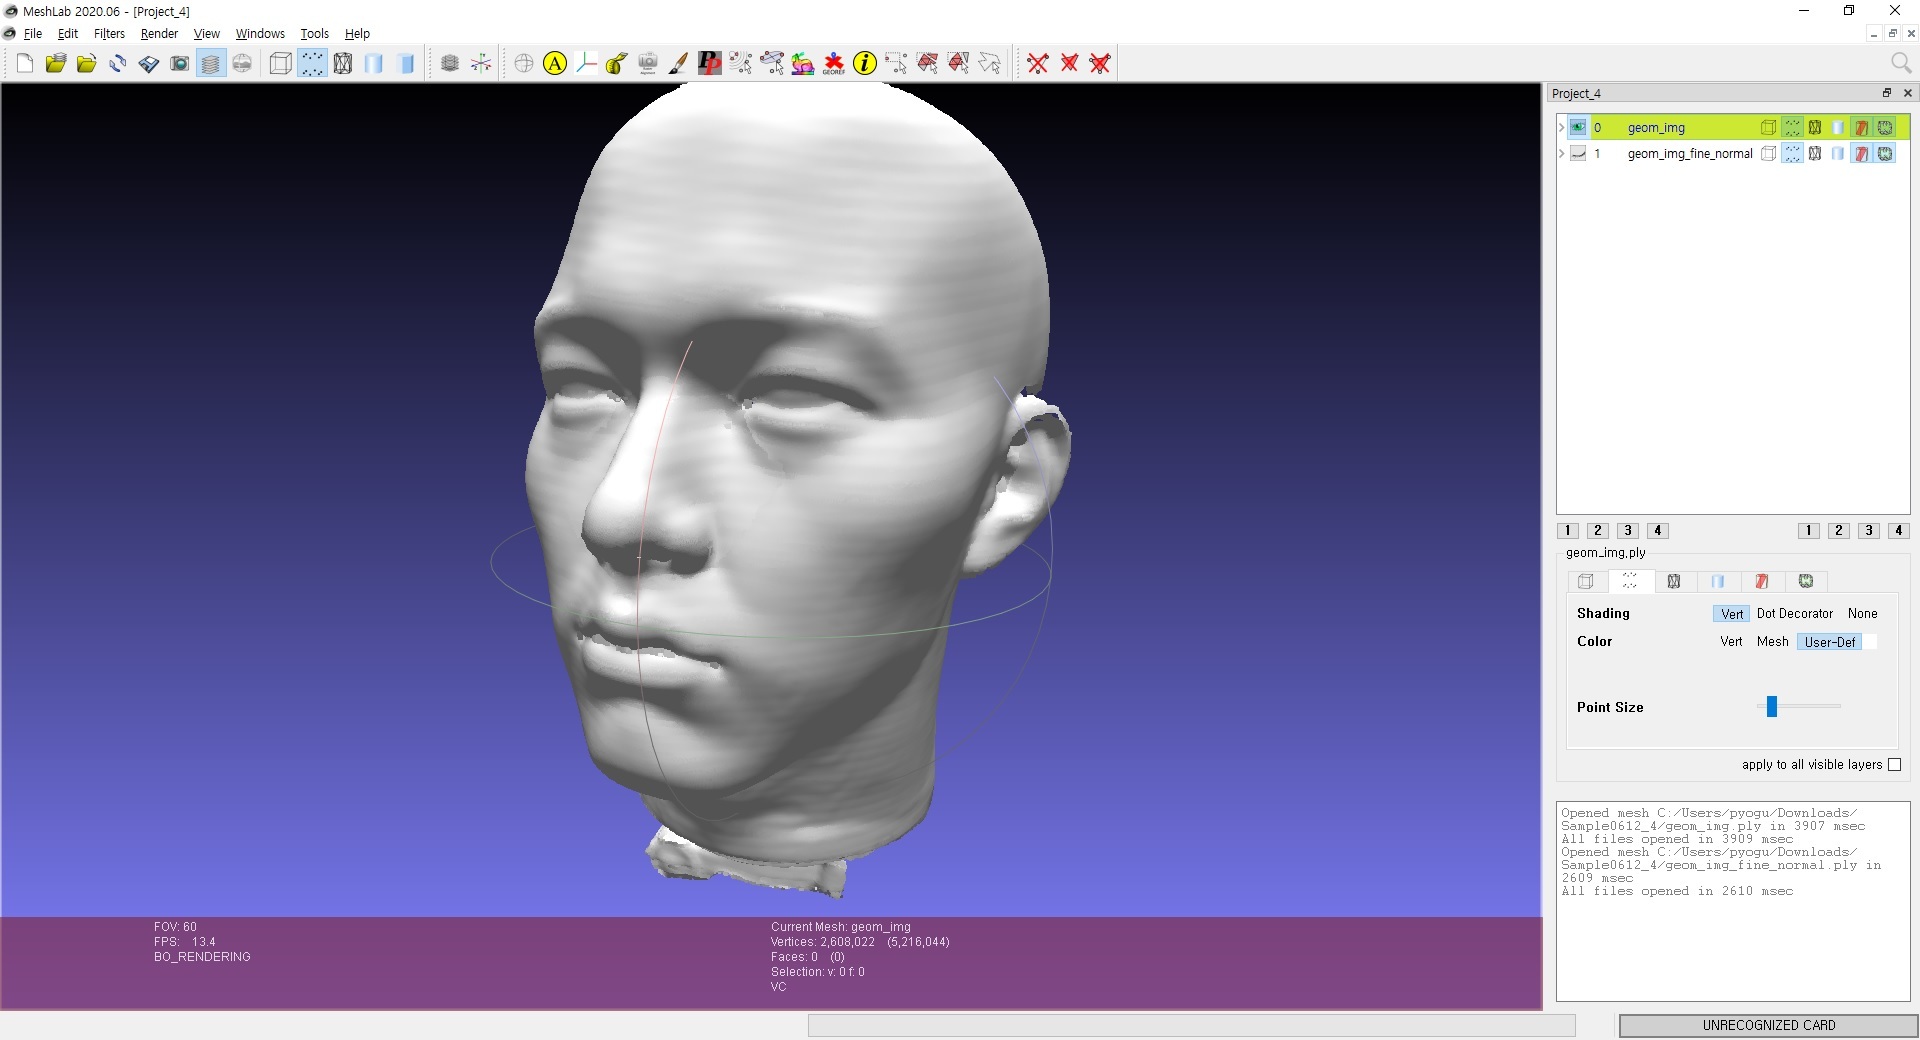 MeshLab 2020.06 - [Project_4]
File Edit Filters Render View Windows Tools Help
A
PP
GEOREF
i
Project_4
0 geom_img
1 geom_img_fine_normal
1 2 3 4 1 2 3 4
geom_img.ply
Shading Vert Dot Decorator None
Color Vert Mesh User-Def
Point Size
apply to all visible layers
Opened mesh C:/Users/pyogu/Downloads/
Sample0612_4/geom_img.ply in 3907 msec
All files opened in 3909 msec
Opened mesh C:/Users/pyogu/Downloads/
Sample0612_4/geom_img_fine_normal.ply in
2609 msec
All files opened in 2610 msec
FOV: 60
FPS: 13.4
BO_RENDERING
Current Mesh: geom_img
Vertices: 2,608,022 (5,216,044)
Faces: 0 (0)
Selection: v: 0 f: 0
VC
UNRECOGNIZED CARD